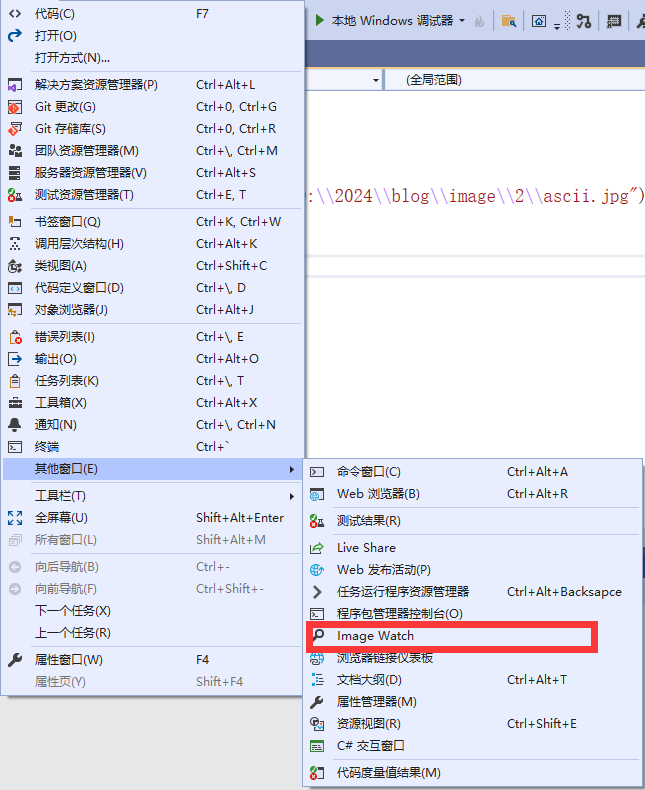 代码(C) F7
打开(O)
打开方式(N)...
解决方案资源管理器(P) Ctrl+Alt+L
Git 更改(G) Ctrl+0, Ctrl+G
Git 存储库(S) Ctrl+0, Ctrl+R
团队资源管理器(M) Ctrl+\, Ctrl+M
服务器资源管理器(V) Ctrl+Alt+S
测试资源管理器(T) Ctrl+E, T
书签窗口(Q) Ctrl+K, Ctrl+W
调用层次结构(H) Ctrl+Alt+K
类视图(A) Ctrl+Shift+C
代码定义窗口(D) Ctrl+\, D
对象浏览器(J) Ctrl+Alt+J
错误列表(I) Ctrl+\, E
输出(O) Ctrl+Alt+O
任务列表(K) Ctrl+\, T
工具箱(X) Ctrl+Alt+X
通知(N) Ctrl+\, Ctrl+N
终端 Ctrl+`
其他窗口(E)
工具栏(T)
全屏幕(U) Shift+Alt+Enter
所有窗口(L) Shift+Alt+M
向后导航(B) Ctrl+-
向前导航(F) Ctrl+Shift+-
下一个任务(X)
上一个任务(R)
属性窗口(W) F4
属性页(Y) Shift+F4
本地 Windows 调试器
(全局范围)
:\\2024\\blog\\image\\2\\ascii.jpg")
命令窗口(C) Ctrl+Alt+A
Web 浏览器(B) Ctrl+Alt+R
测试结果(R)
Live Share
Web 发布活动(P)
任务运行程序资源管理器 Ctrl+Alt+Backsapce
程序包管理器控制台(O)
Image Watch
浏览器链接仪表板
文档大纲(D) Ctrl+Alt+T
属性管理器(M)
资源视图(R) Ctrl+Shift+E
C# 交互窗口
代码度量值结果(M)